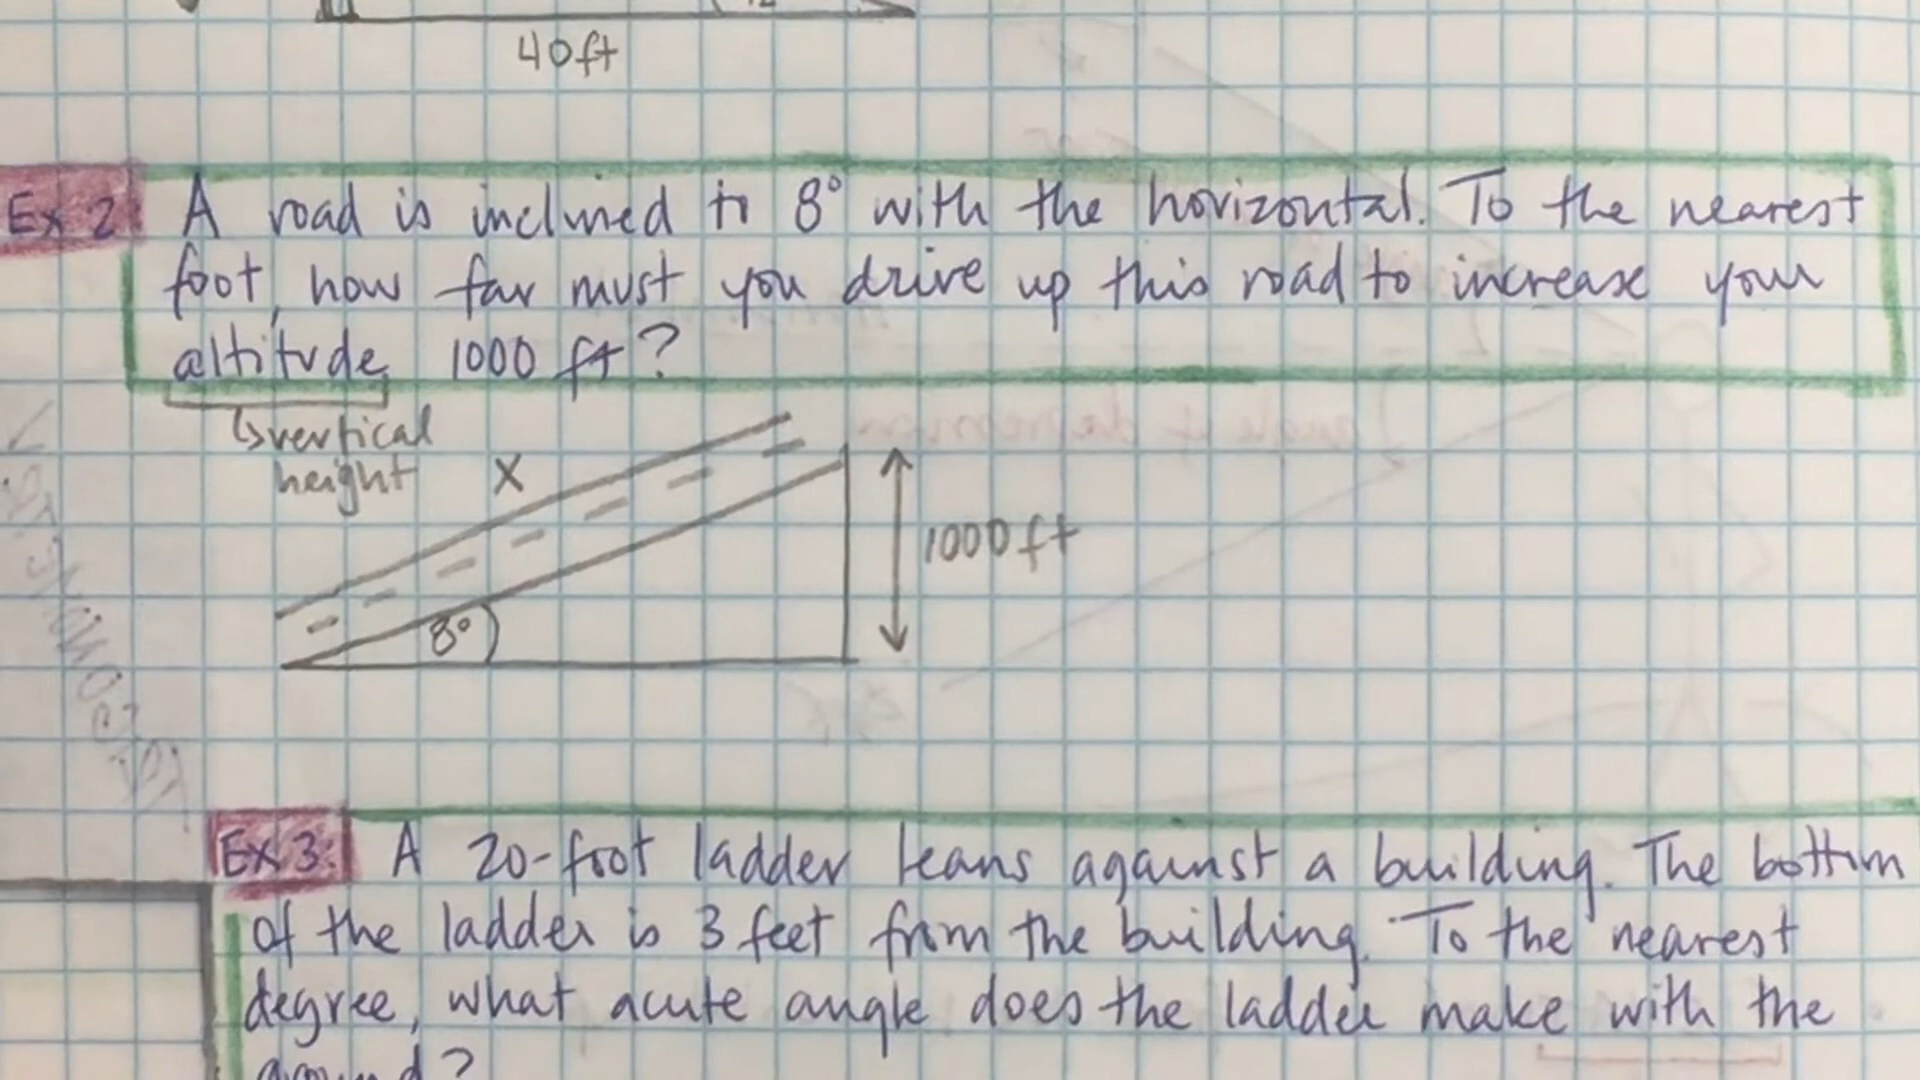 40ft
Ex 2 A road is inclined to 8° with the horizontal. To the nearest
foot, how far must you drive up this road to increase your
altitude 1000 ft?
↳vertical
height
X
8°
1000ft
Ex 3: A 20-foot ladder leans against a building. The bottom
of the ladder is 3 feet from the building. To the nearest
degree, what acute angle does the ladder make with the
ground?